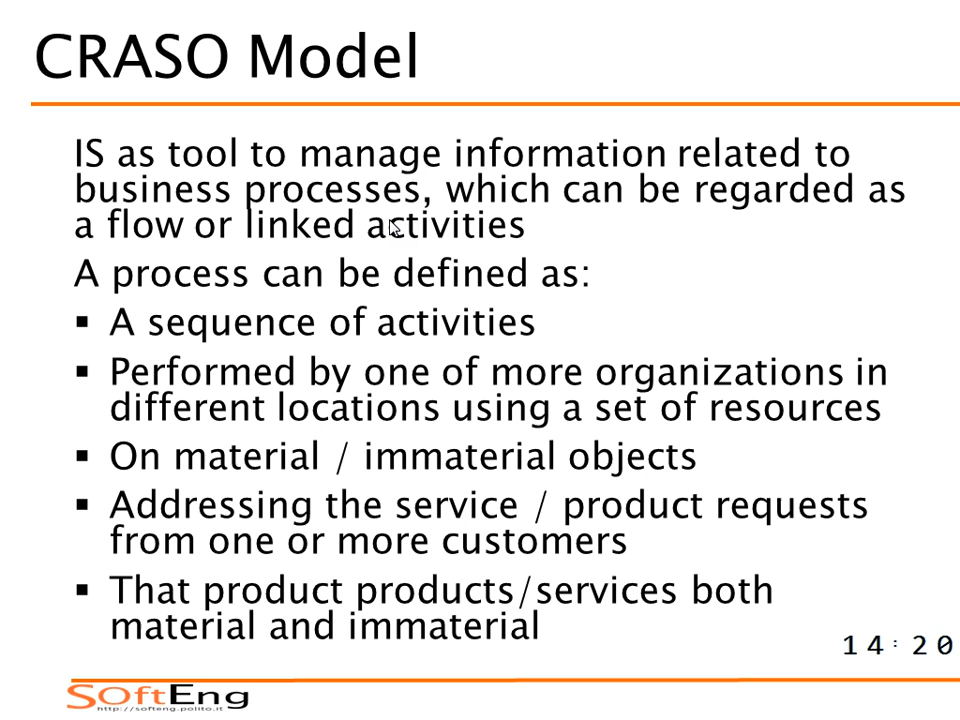 CRASO Model
IS as tool to manage information related to
business processes, which can be regarded as
a flow or linked activities
A process can be defined as:
▪ A sequence of activities
▪ Performed by one of more organizations in
different locations using a set of resources
▪ On material / immaterial objects
▪ Addressing the service / product requests
from one or more customers
▪ That product products/services both
material and immaterial
14:20
SoftEng
http://softeng.polito.it